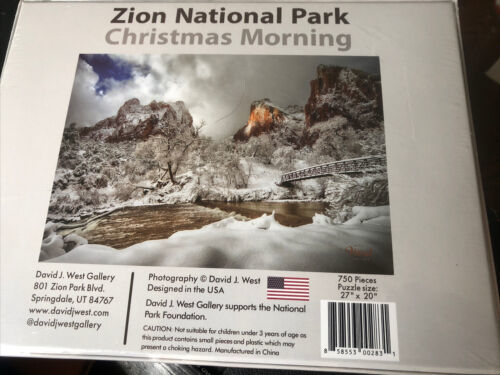 Zion National Park
Christmas Morning
David J. West Gallery
801 Zion Park Blvd.
Springdale, UT 84767
www.davidjwest.com
@davidjwestgallery
Photography © David J. West
Designed in the USA
David J. West Gallery supports the National
Park Foundation.
CAUTION: Not suitable for children under 3 years of age as
this product contains small pieces and plastic which may
present a choking hazard. Manufactured in China
750 Pieces
Puzzle size:
27" x 20"
8 58553 00283 1